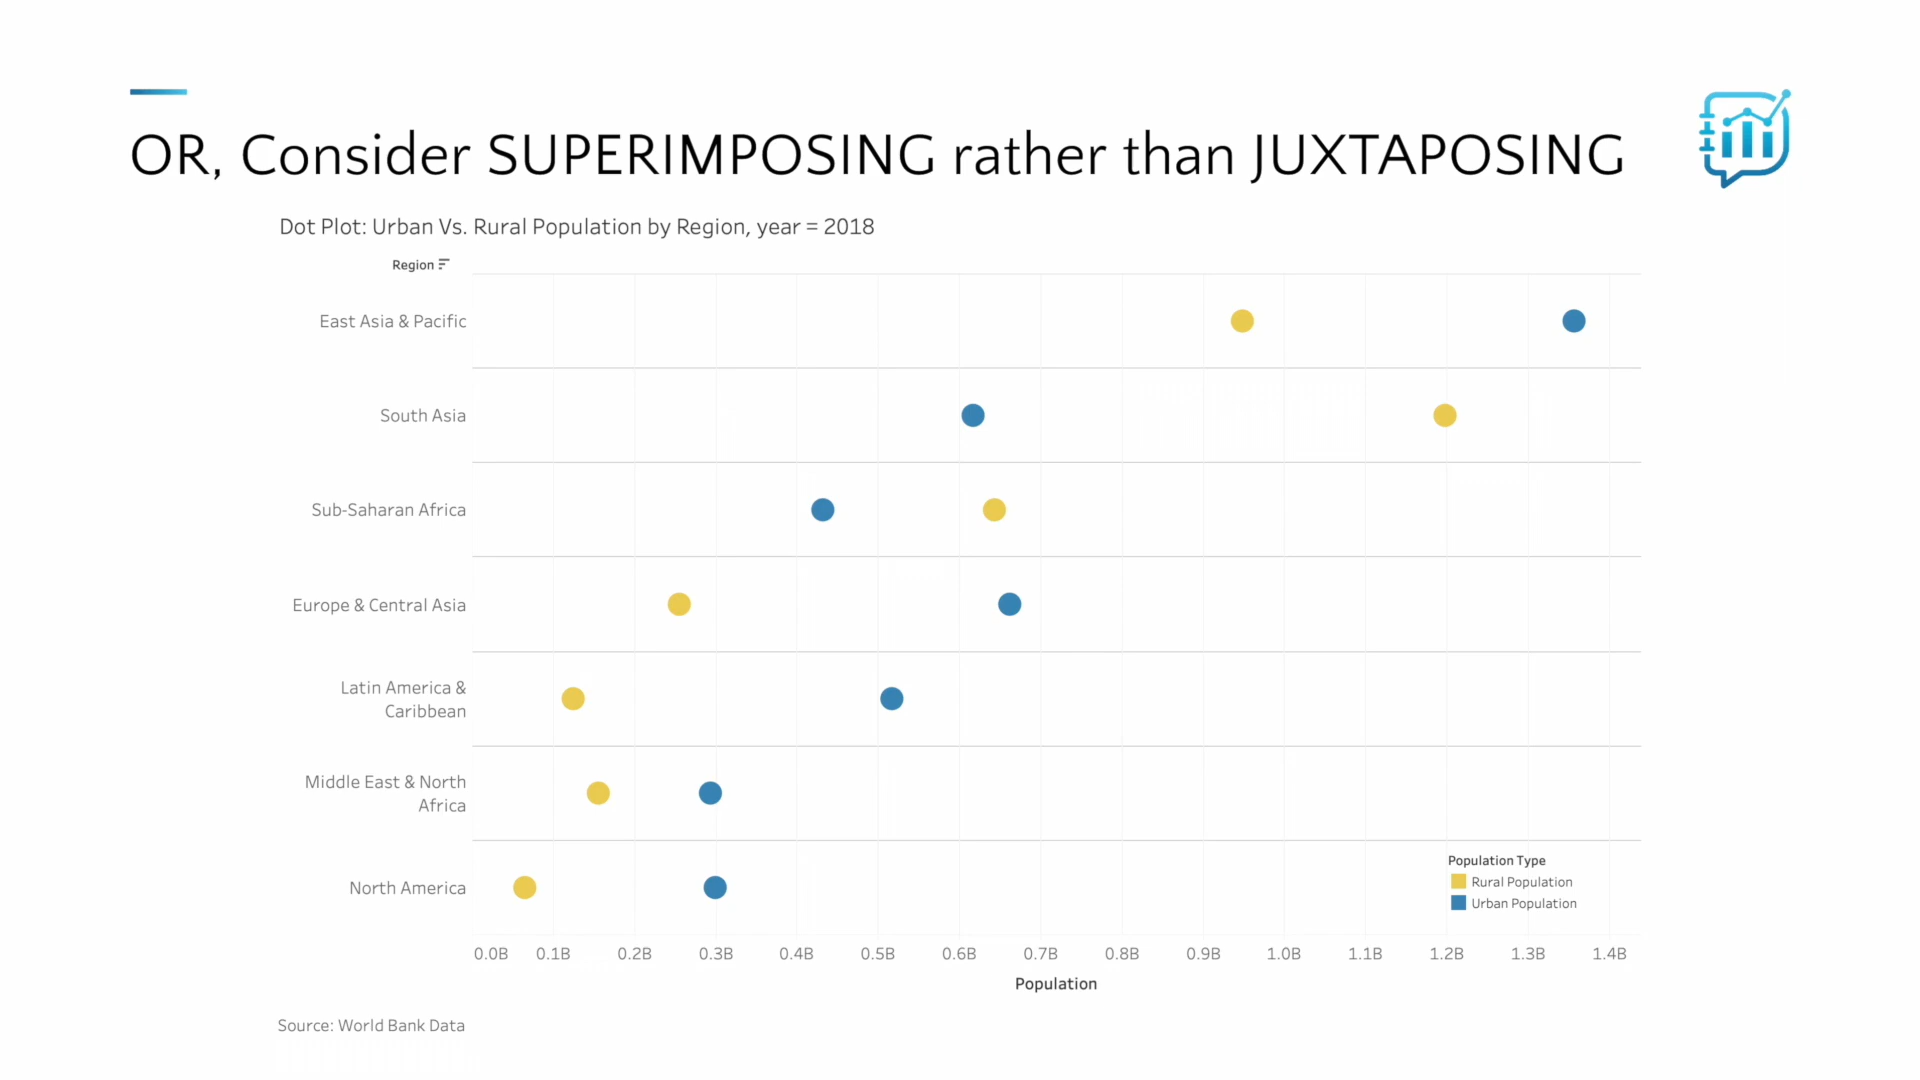 OR, Consider SUPERIMPOSING rather than JUXTAPOSING
Dot Plot: Urban Vs. Rural Population by Region, year = 2018
Region
East Asia & Pacific
South Asia
Sub-Saharan Africa
Europe & Central Asia
Latin America &
Caribbean
Middle East & North
Africa
North America
Population Type
Rural Population
Urban Population
0.0B 0.1B 0.2B 0.3B 0.4B 0.5B 0.6B 0.7B 0.8B 0.9B 1.0B 1.1B 1.2B 1.3B 1.4B
Population
Source: World Bank Data